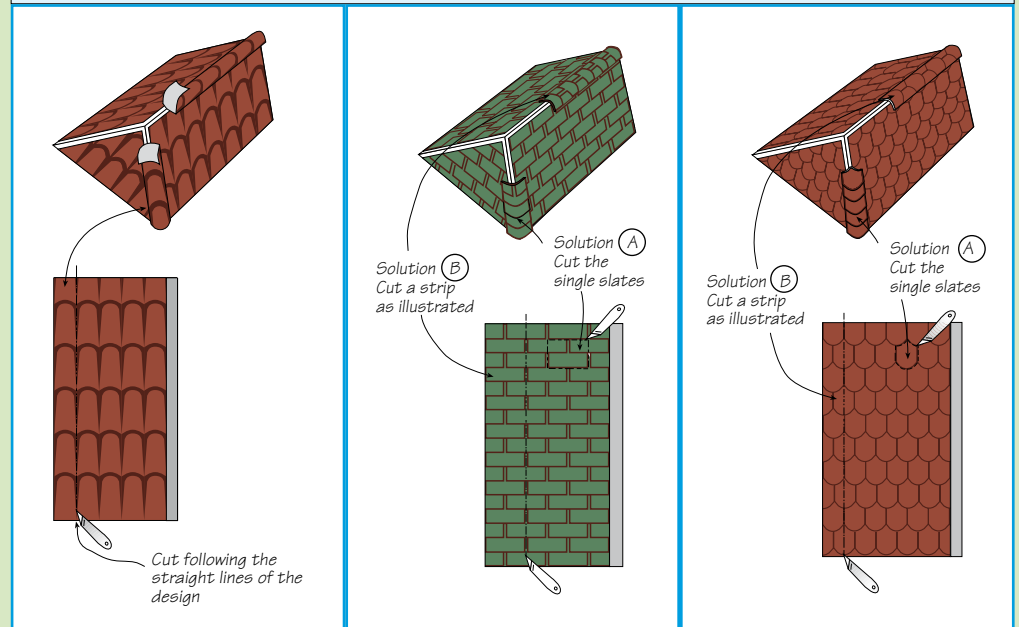 Cut following the
straight lines of the
design
Solution B
Cut a strip
as illustrated
Solution A
Cut the
single slates
Solution B
Cut a strip
as illustrated
Solution A
Cut the
single slates